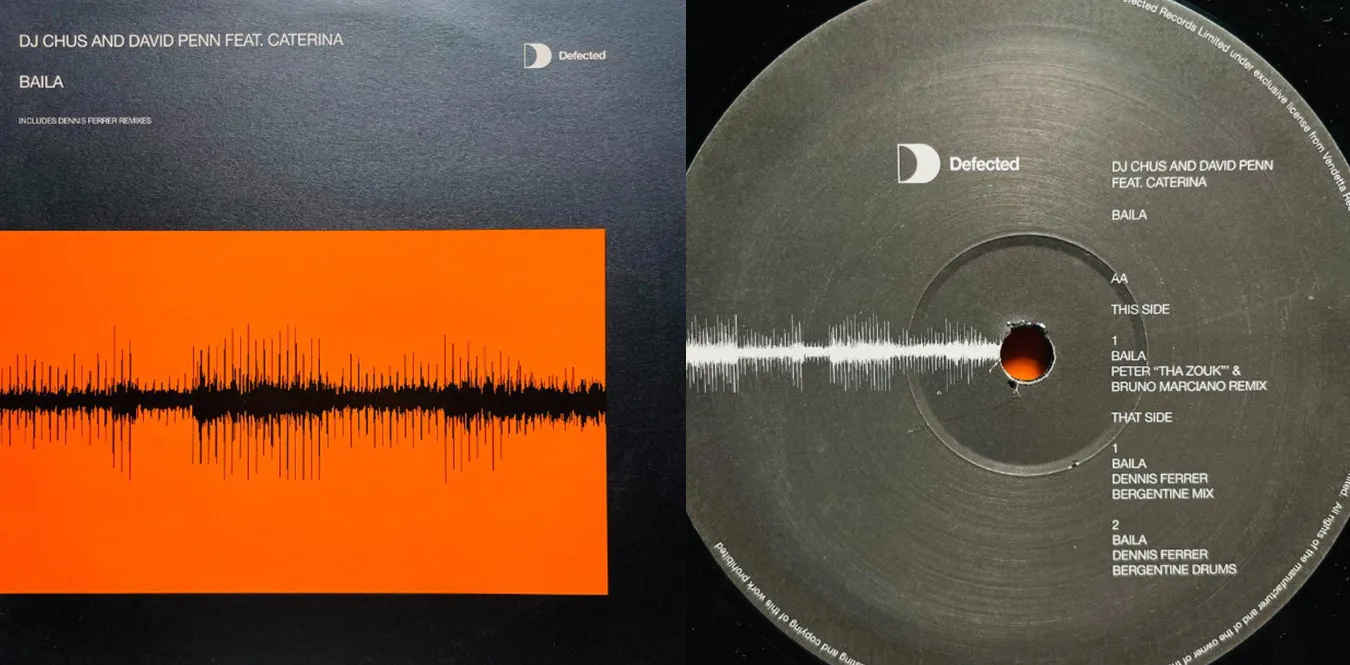 DJ CHUS AND DAVID PENN FEAT. CATERINA
Defected
BAILA
INCLUDES DENNIS FERRER REMIXES
Defected
DJ CHUS AND DAVID PENN
FEAT. CATERINA
BAILA
AA
THIS SIDE
1
BAILA
PETER “THA ZOUK”’ &
BRUNO MARCIANO REMIX
THAT SIDE
1
BAILA
DENNIS FERRER
BERGENTINE MIX
2
BAILA
DENNIS FERRER
BERGENTINE DRUMS
Records Limited under exclusive license from Vendetta
All rights of the manufacturer and of the owner of
and copying of this work prohibited